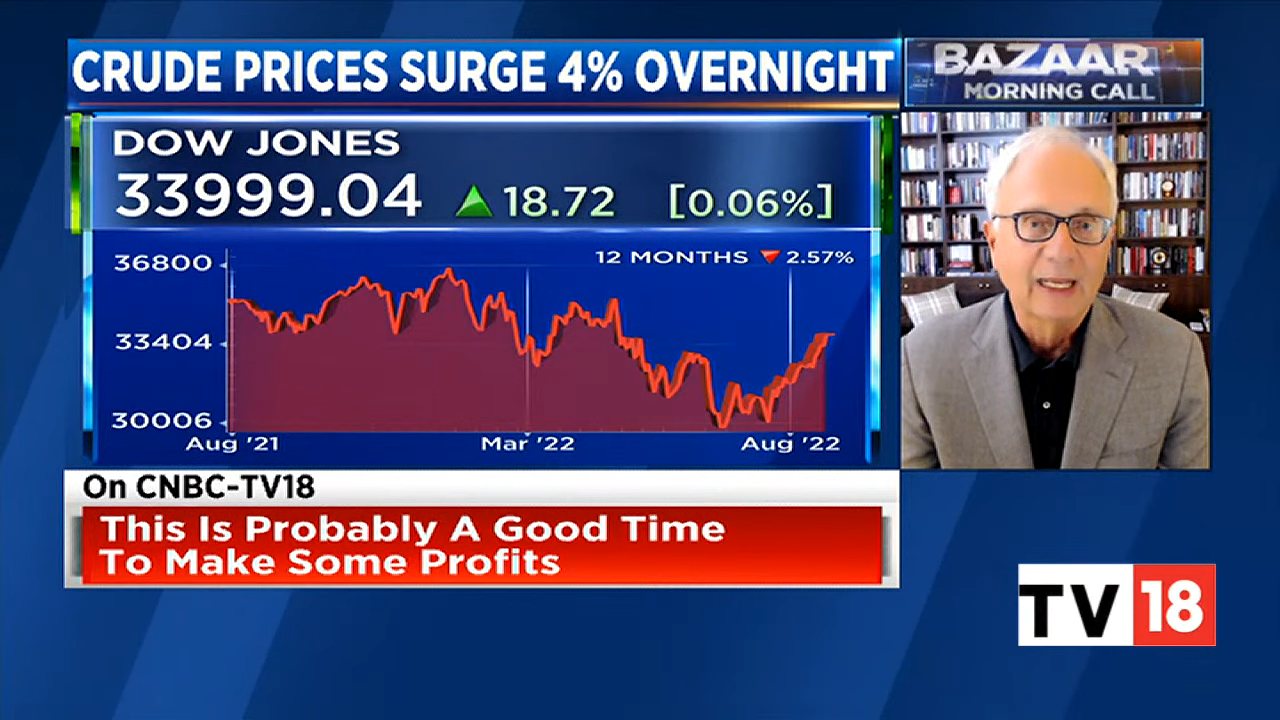 CRUDE PRICES SURGE 4% OVERNIGHT
BAZAAR
MORNING CALL
DOW JONES
33999.04 ▲ 18.72 [0.06%]
12 MONTHS ▼ 2.57%
36800
33404
30006
Aug '21 Mar '22 Aug '22
On CNBC-TV18
This Is Probably A Good Time
To Make Some Profits
TV18